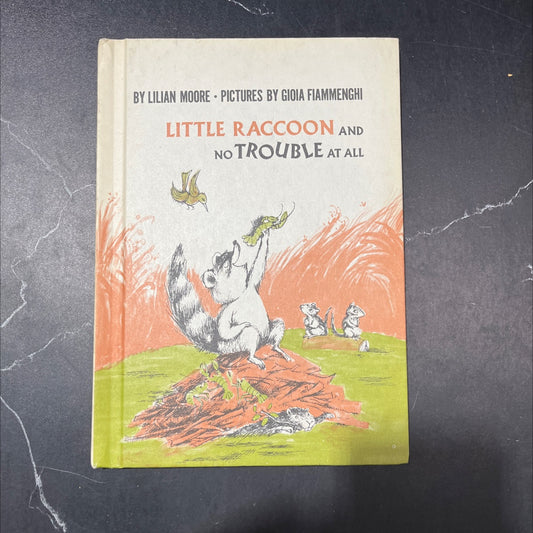 BY LILIAN MOORE • PICTURES BY GIOIA FIAMMENGHI
LITTLE RACCOON AND
NO TROUBLE AT ALL